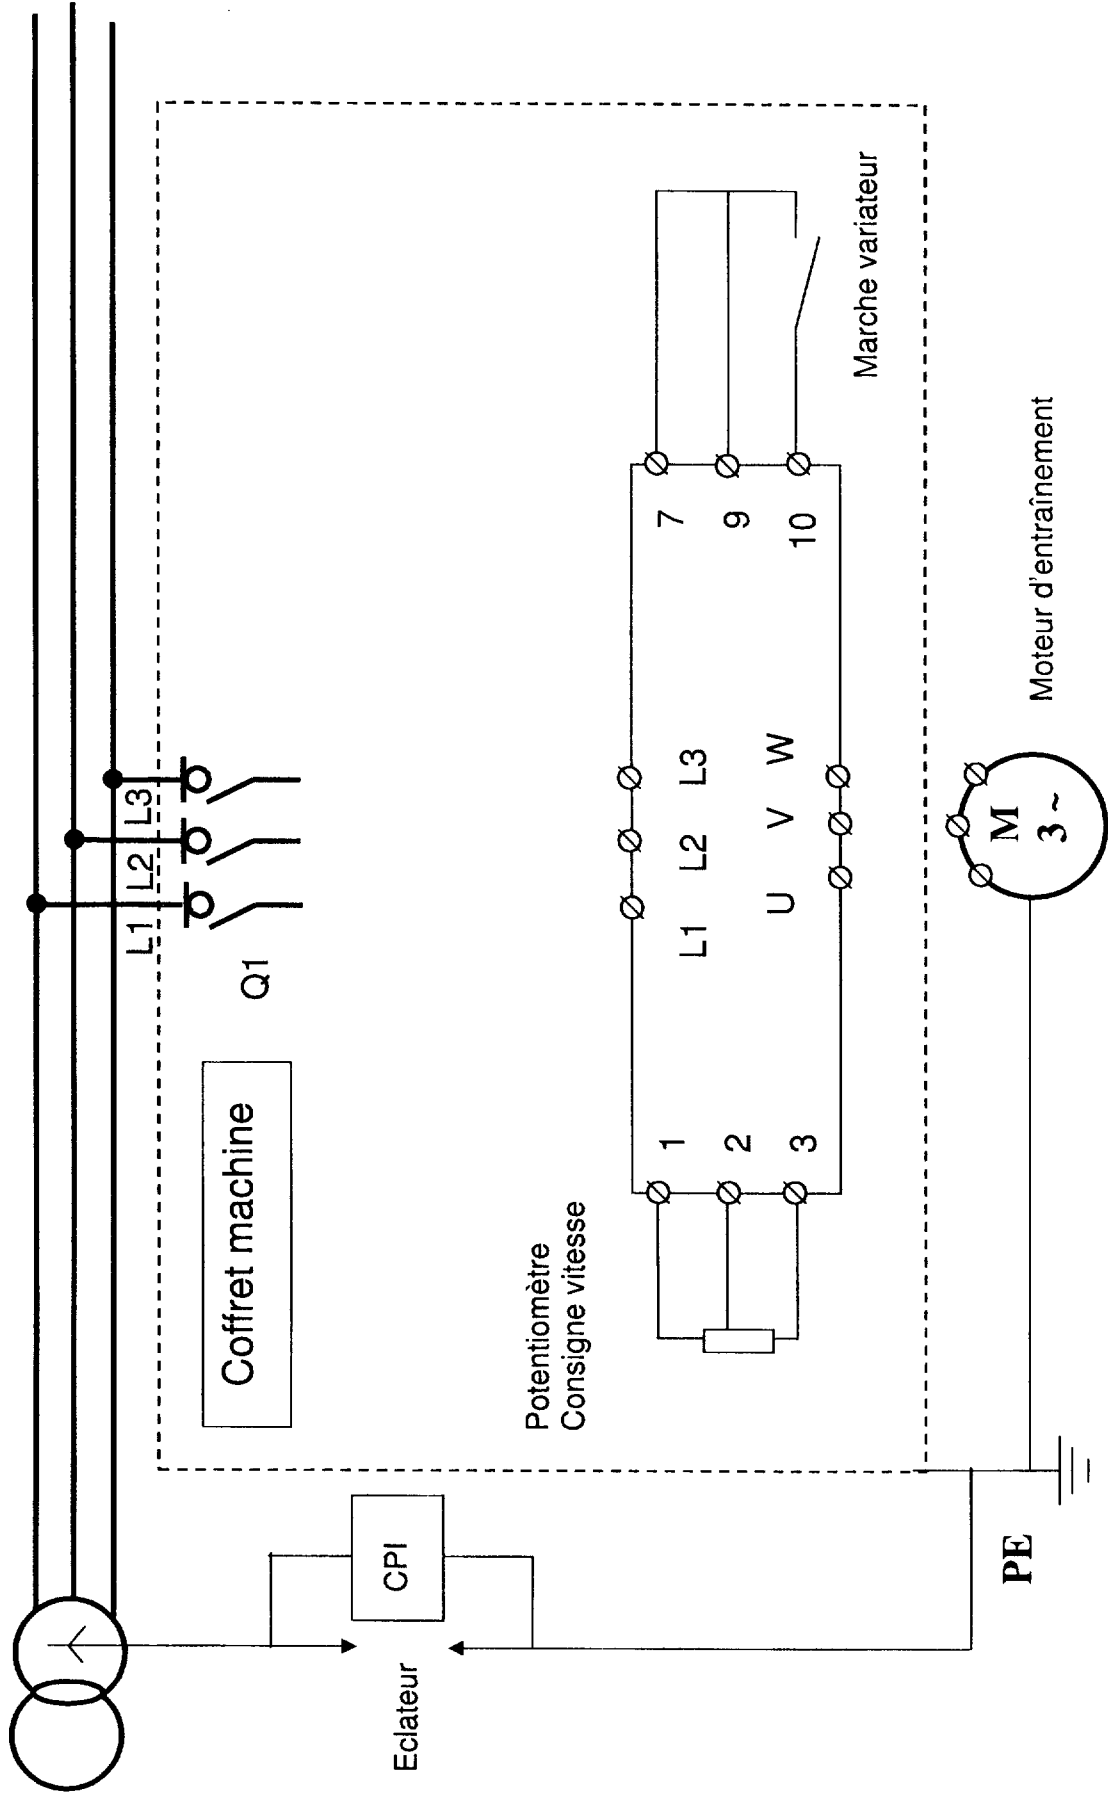 L1
L2
L3
Q1
Coffret machine
Potentiomètre
Consigne vitesse
1
2
3
L1 L2 L3
U V W
7
9
10
Marche variateur
CPI
Eclateur
PE
M
3 ~
Moteur d'entraînement